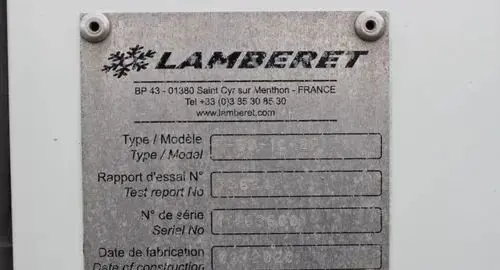 LAMBERET
BP 43 - 01380 Saint Cyr sur Menthon - FRANCE
Tel +33 (0)3 85 30 85 30
www.lamberet.com
Type / Modèle
Type / Model
Rapport d'essai N°
Test report No
N° de série
Serial No
Date de fabrication
Date of construction